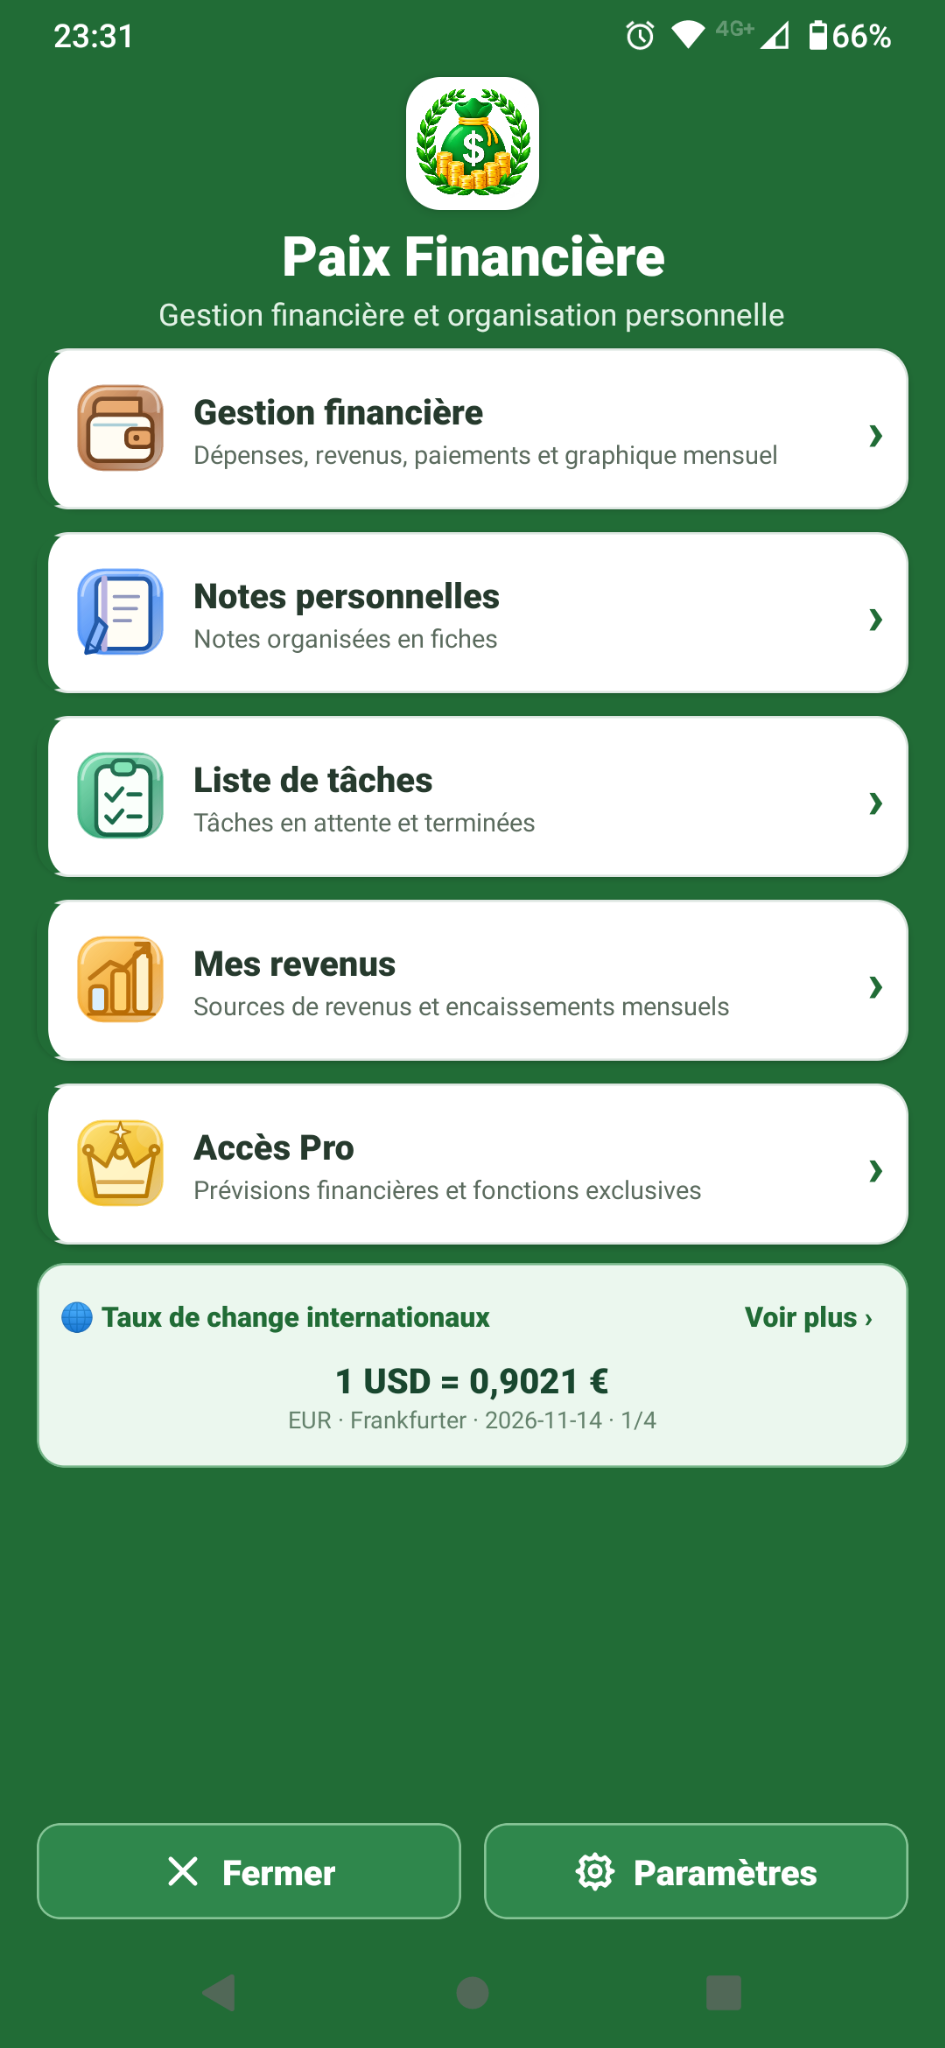 23:31
4G+
66%
$
Paix Financière
Gestion financière et organisation personnelle
Gestion financière
Dépenses, revenus, paiements et graphique mensuel
Notes personnelles
Notes organisées en fiches
Liste de tâches
Tâches en attente et terminées
Mes revenus
Sources de revenus et encaissements mensuels
Accès Pro
Prévisions financières et fonctions exclusives
Taux de change internationaux
Voir plus ›
1 USD = 0,9021 €
EUR · Frankfurter · 2026-11-14 · 1/4
Fermer
Paramètres